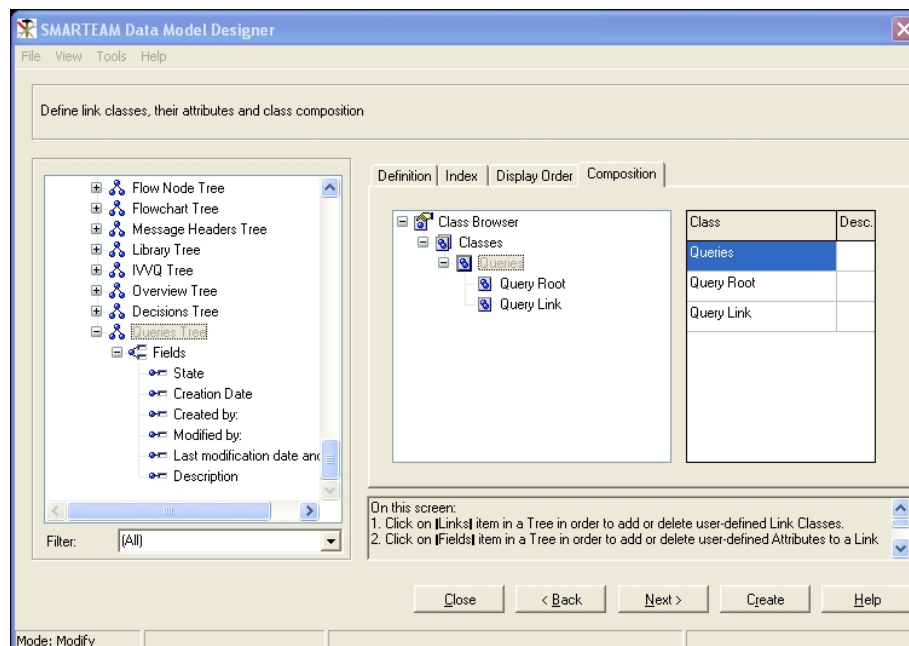 SMARTEAM Data Model Designer
File View Tools Help
Define link classes, their attributes and class composition
Flow Node Tree
Flowchart Tree
Message Headers Tree
Library Tree
IVVQ Tree
Overview Tree
Decisions Tree
Queries Tree
Fields
State
Creation Date
Created by:
Modified by:
Last modification date and
Description
Filter: (All)
Definition Index Display Order Composition
Class Browser
Classes
Queries
Query Root
Query Link
Class Desc.
Queries
Query Root
Query Link
On this screen:
1. Click on |Links| item in a Tree in order to add or delete user-defined Link Classes.
2. Click on |Fields| item in a Tree in order to add or delete user-defined Attributes to a Link
Close < Back Next > Create Help
Mode: Modify